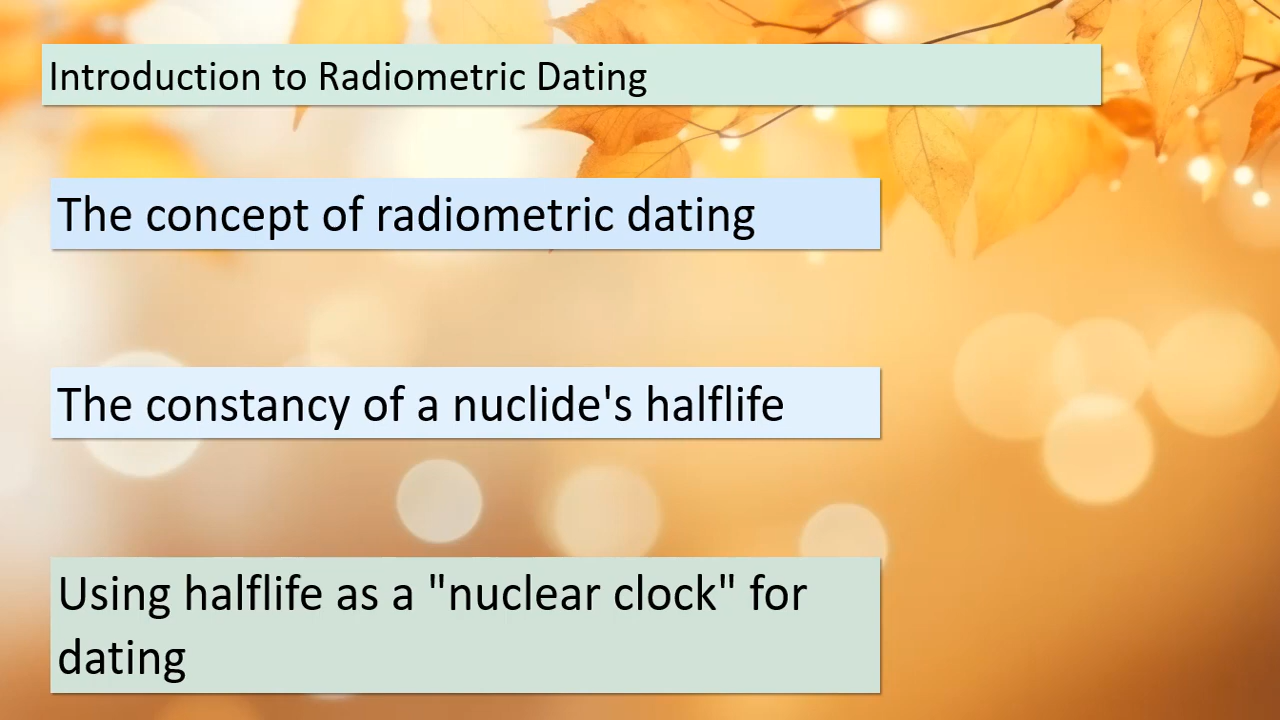 Introduction to Radiometric Dating
The concept of radiometric dating
The constancy of a nuclide's halflife
Using halflife as a "nuclear clock" for
dating